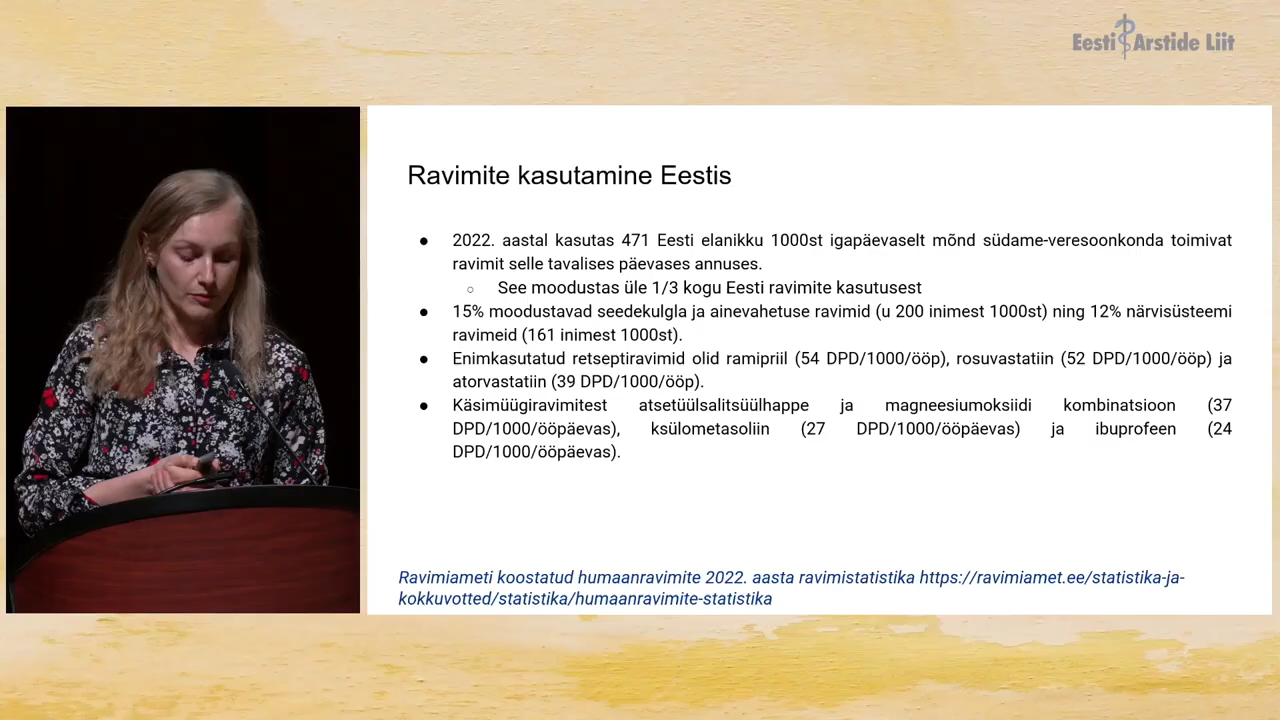 Eesti Arstide Liit
Ravimite kasutamine Eestis
● 2022. aastal kasutas 471 Eesti elanikku 1000st igapäevaselt mõnd südame-veresoonkonda toimivat
ravimit selle tavalises päevases annuses.
○ See moodustas üle 1/3 kogu Eesti ravimite kasutusest
● 15% moodustavad seedekulgla ja ainevahetuse ravimid (u 200 inimest 1000st) ning 12% närvisüsteemi
ravimeid (161 inimest 1000st).
● Enimkasutatud retseptiravimid olid ramipriil (54 DPD/1000/ööp), rosuvastatiin (52 DPD/1000/ööp) ja
atorvastatiin (39 DPD/1000/ööp).
● Käsimüügiravimitest atsetüülsalitsüülhappe ja magneesiumoksiidi kombinatsioon (37
DPD/1000/ööpäevas), ksülometasoliin (27 DPD/1000/ööpäevas) ja ibuprofeen (24
DPD/1000/ööpäevas).
Ravimiameti koostatud humaanravimite 2022. aasta ravimistatistika https://ravimiamet.ee/statistika-ja-
kokkuvotted/statistika/humaanravimite-statistika